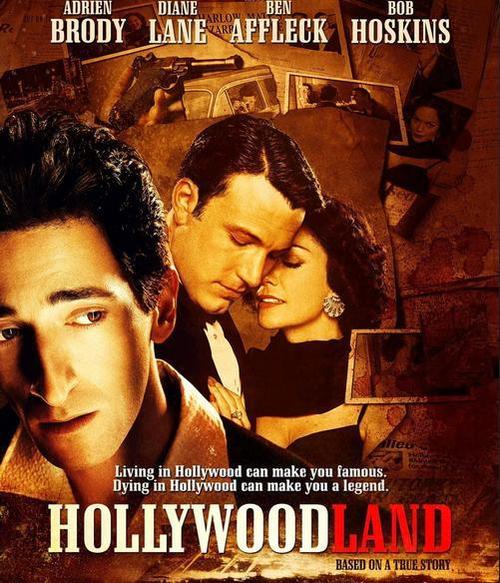 ADRIEN BRODY
DIANE LANE
BEN AFFLECK
BOB HOSKINS
Living in Hollywood can make you famous.
Dying in Hollywood can make you a legend.
HOLLYWOODLAND
BASED ON A TRUE STORY